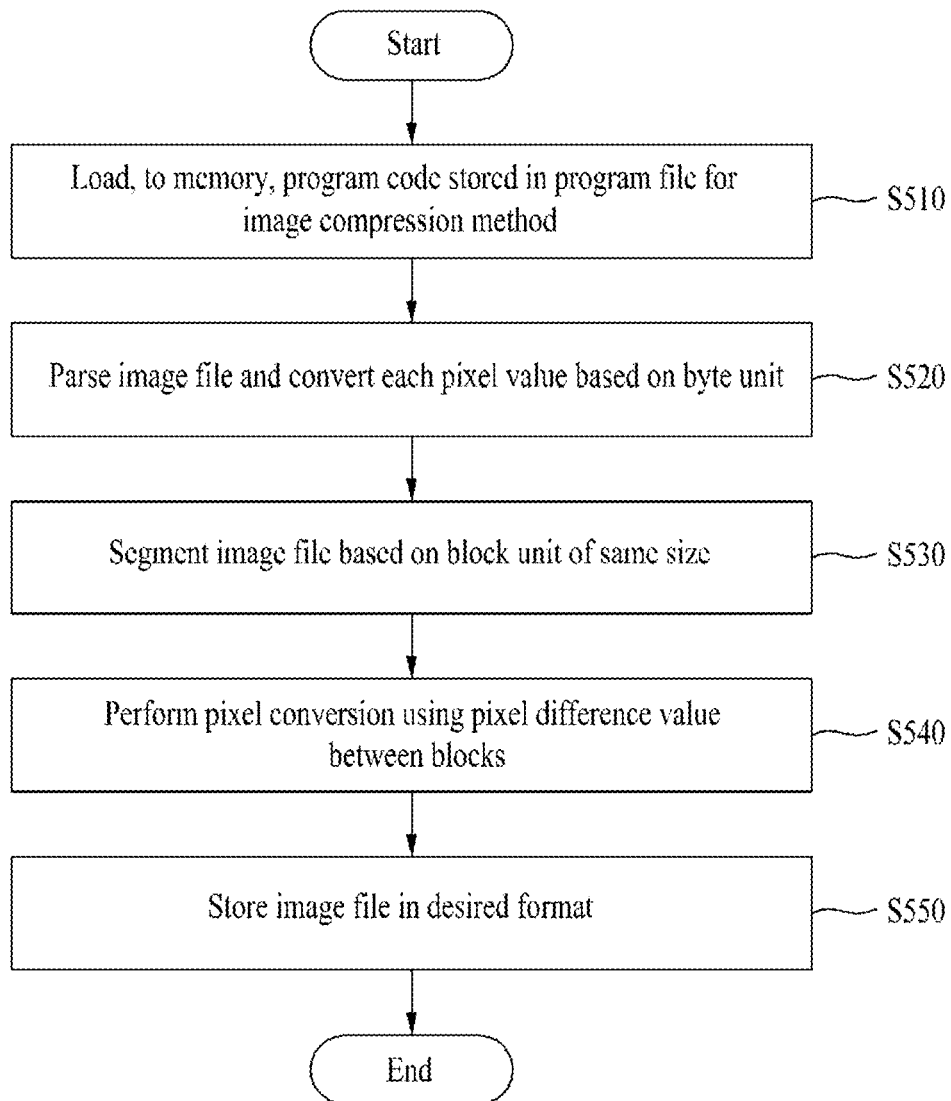 Start
Load, to memory, program code stored in program file for
image compression method
S510
Parse image file and convert each pixel value based on byte unit
S520
Segment image file based on block unit of same size
S530
Perform pixel conversion using pixel difference value
between blocks
S540
Store image file in desired format
S550
End